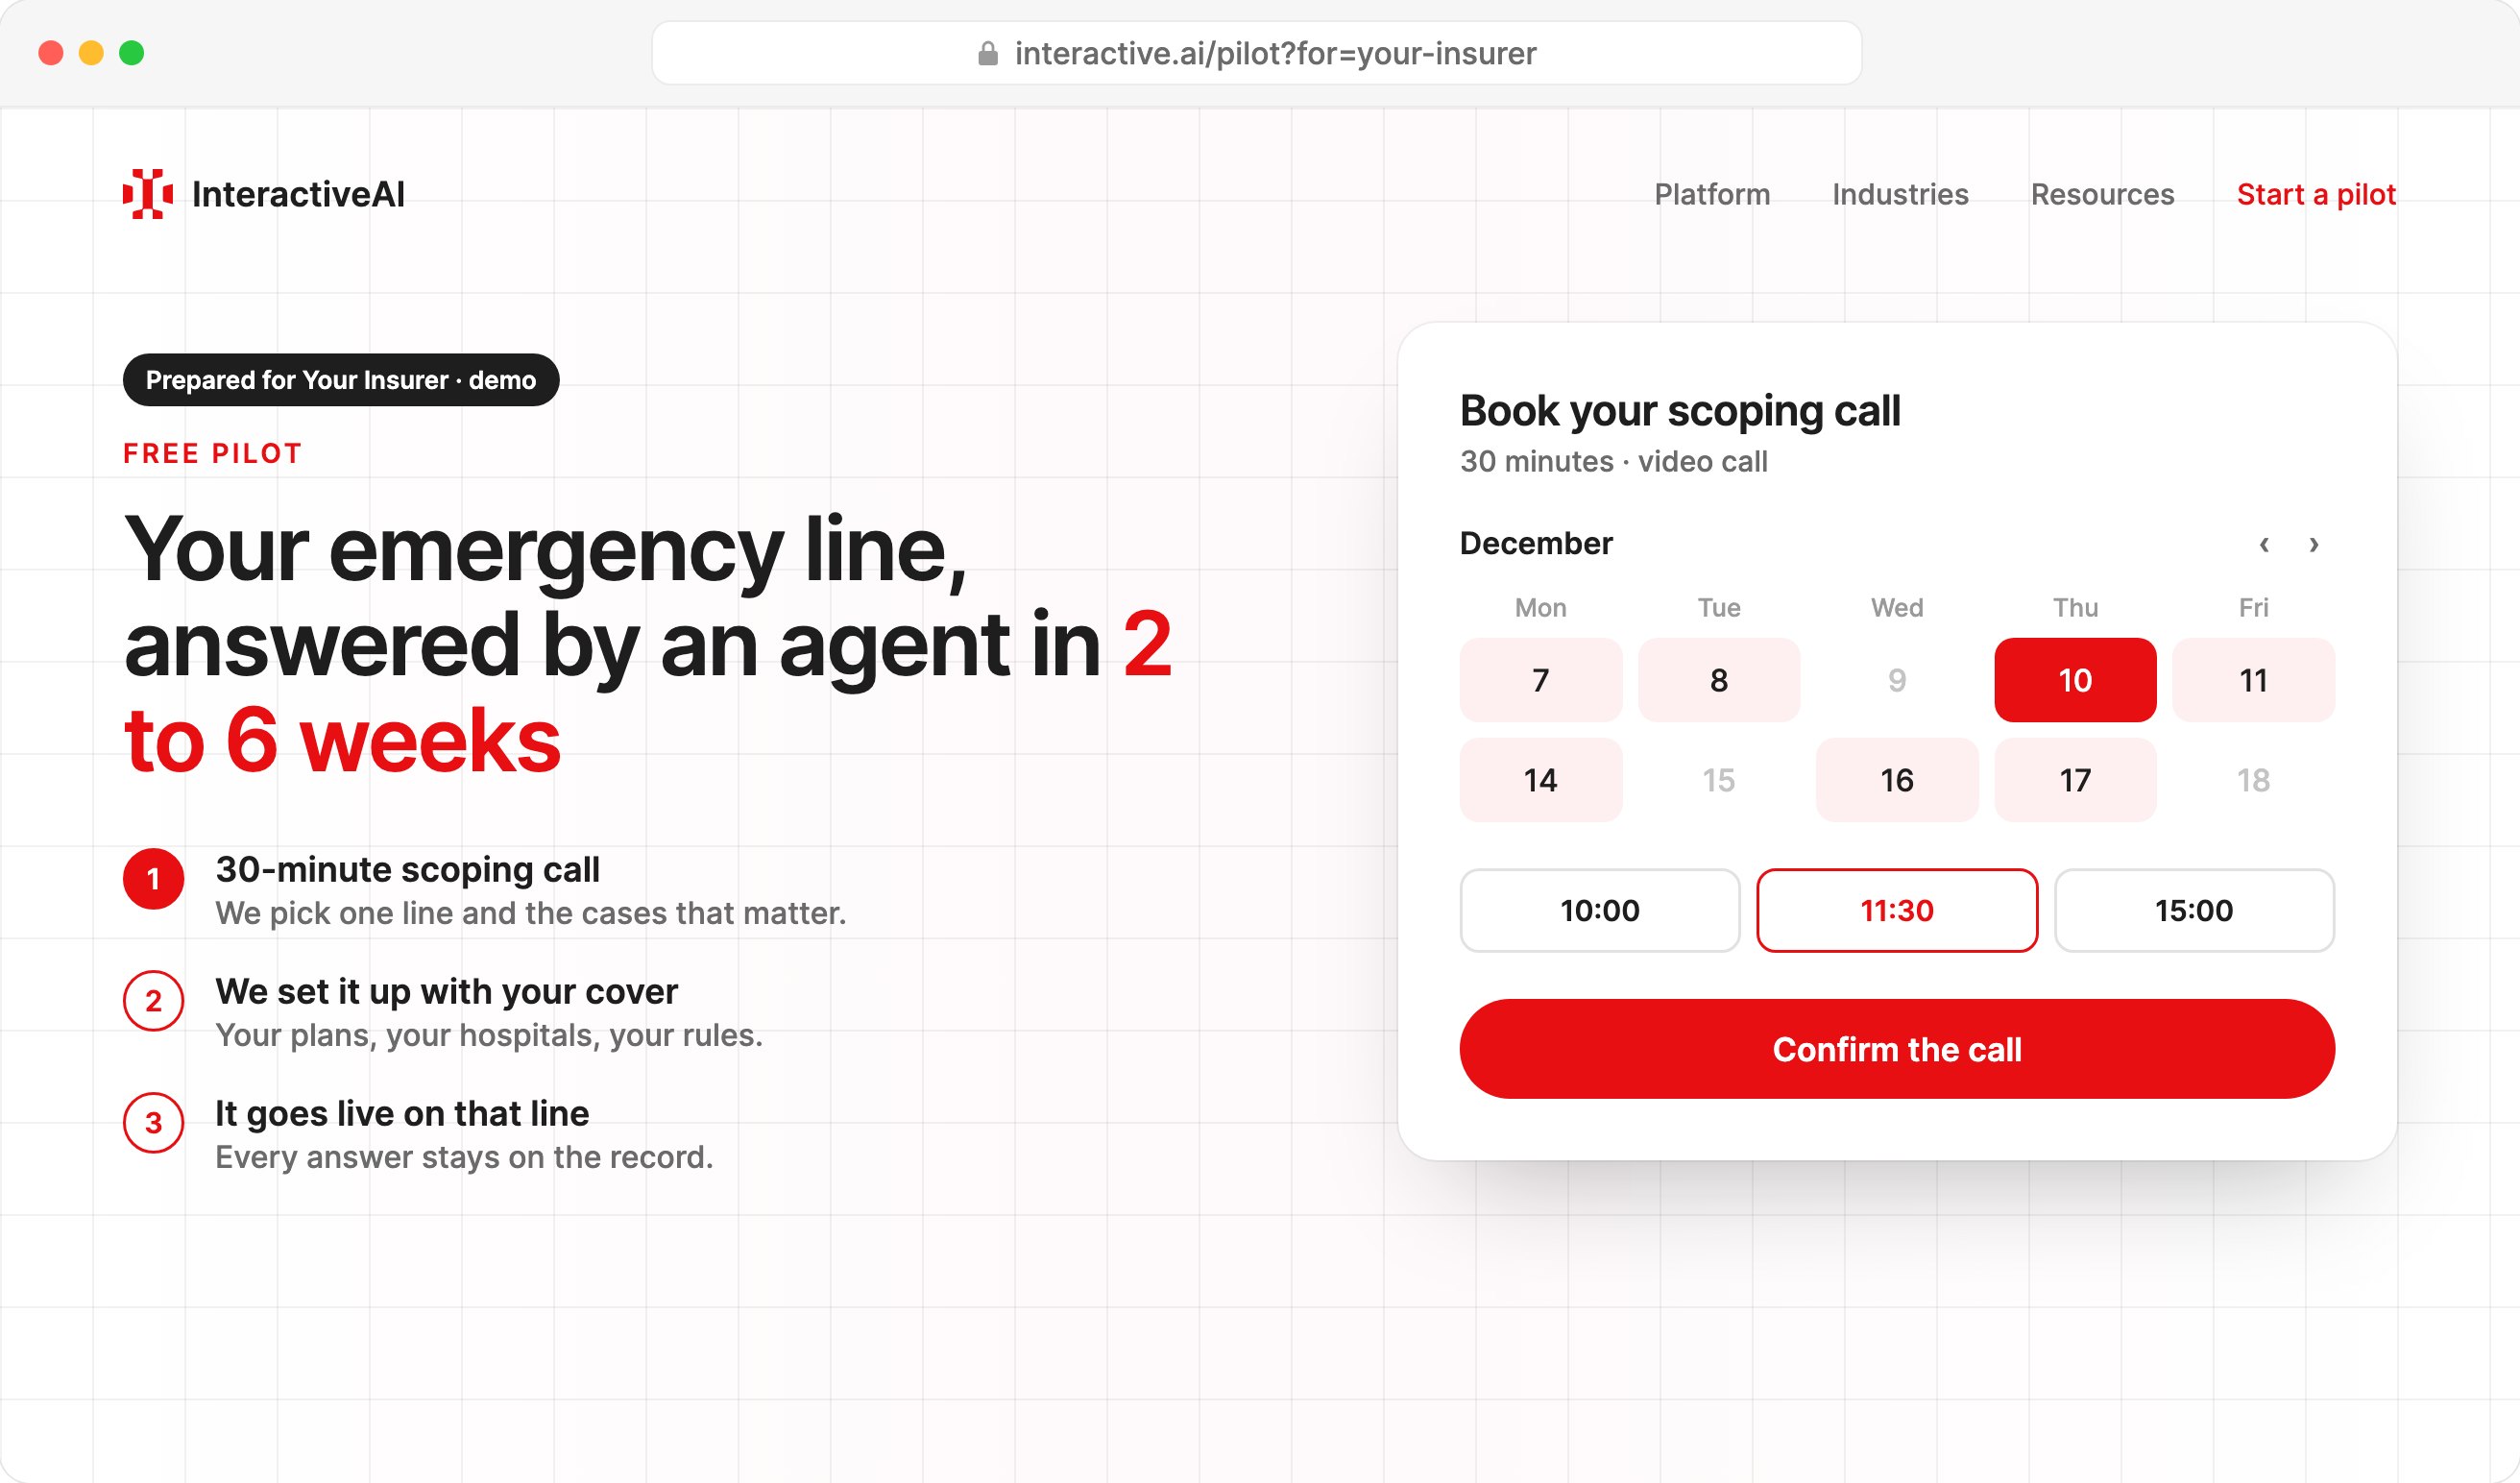 interactive.ai/pilot?for=your-insurer
InteractiveAI
Platform Industries Resources Start a pilot
Prepared for Your Insurer · demo
FREE PILOT
Your emergency line,
answered by an agent in 2
to 6 weeks
1 30-minute scoping call
We pick one line and the cases that matter.
2 We set it up with your cover
Your plans, your hospitals, your rules.
3 It goes live on that line
Every answer stays on the record.
Book your scoping call
30 minutes · video call
December ‹ ›
Mon Tue Wed Thu Fri
7 8 9 10 11
14 15 16 17 18
10:00 11:30 15:00
Confirm the call